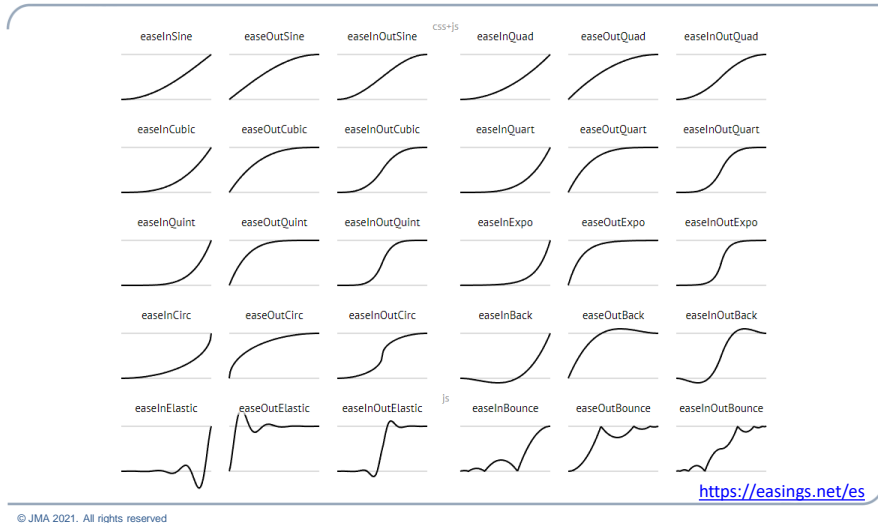 css+js
easeInSine easeOutSine easeInOutSine easeInQuad easeOutQuad easeInOutQuad
easeInCubic easeOutCubic easeInOutCubic easeInQuart easeOutQuart easeInOutQuart
easeInQuint easeOutQuint easeInOutQuint easeInExpo easeOutExpo easeInOutExpo
easeInCirc easeOutCirc easeInOutCirc easeInBack easeOutBack easeInOutBack
js
easeInElastic easeOutElastic easeInOutElastic easeInBounce easeOutBounce easeInOutBounce
https://easings.net/es
© JMA 2021. All rights reserved